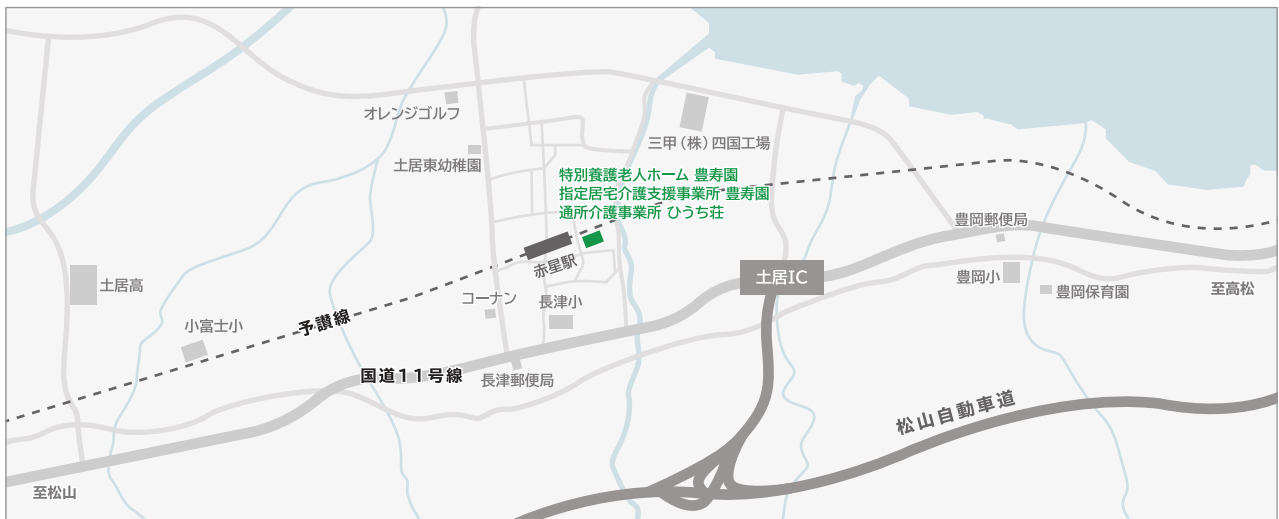 オレンジゴルフ
三甲（株）四国工場
土居東幼稚園
特別養護老人ホーム 豊寿園
指定居宅介護支援事業所 豊寿園
通所介護事業所 ひうち荘
豊岡郵便局
赤星駅
土居IC
豊岡小
土居高
豊岡保育園
至高松
コーナン
長津小
小富士小
予讃線
国道11号線
長津郵便局
松山自動車道
至松山